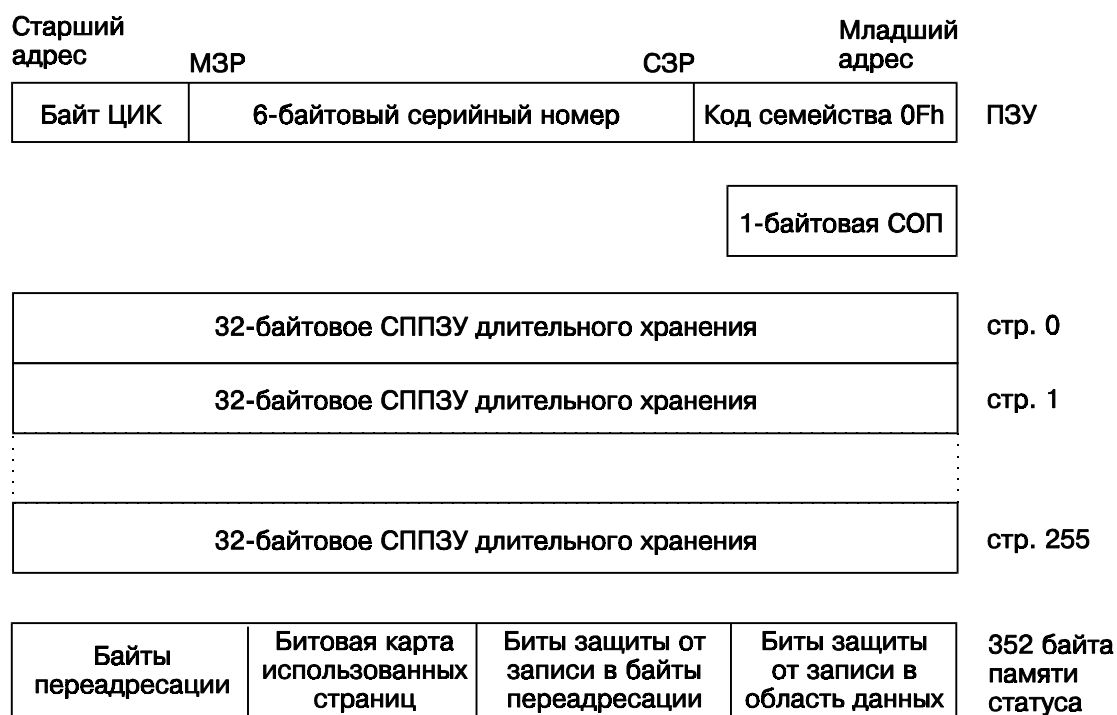 Старший адрес
МЗР
СЗР
Младший адрес
Байт ЦИК
6-байтовый серийный номер
Код семейства 0Fh
ПЗУ
1-байтовая СОП
32-байтовое СППЗУ длительного хранения
стр. 0
32-байтовое СППЗУ длительного хранения
стр. 1
32-байтовое СППЗУ длительного хранения
стр. 255
Байты
переадресации
Битовая карта
использованных
страниц
Биты защиты от
записи в байты
переадресации
Биты защиты
от записи в
область данных
352 байта
памяти
статуса